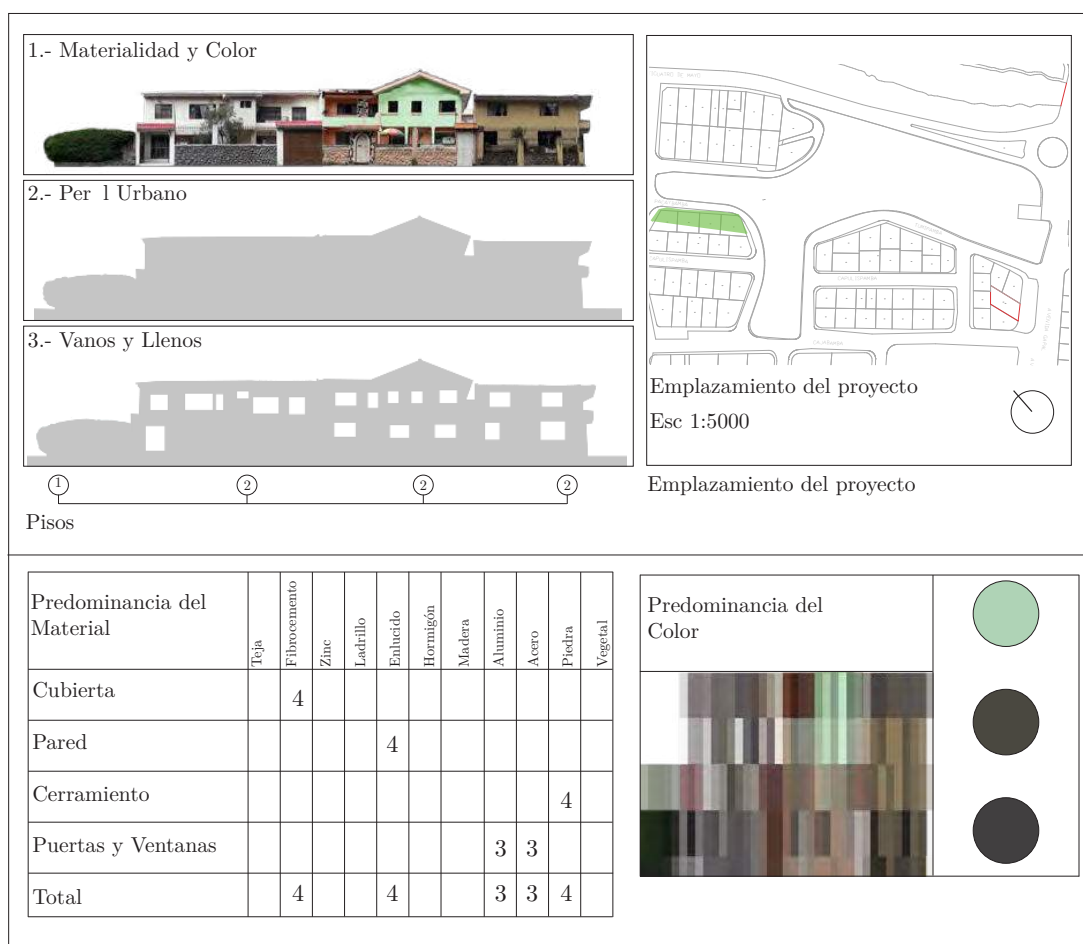 1.- Materialidad y Color
2.- Per l Urbano
3.- Vanos y Llenos
1 2 2 2
Pisos
Emplazamiento del proyecto
Esc 1:5000
Emplazamiento del proyecto
Predominancia del
Material
Teja
Fibrocemento
Zinc
Ladrillo
Enlucido
Hormigón
Madera
Aluminio
Acero
Piedra
Vegetal
Cubierta 4
Pared 4
Cerramiento 4
Puertas y Ventanas 3 3
Total 4 4 3 3 4
Predominancia del
Color